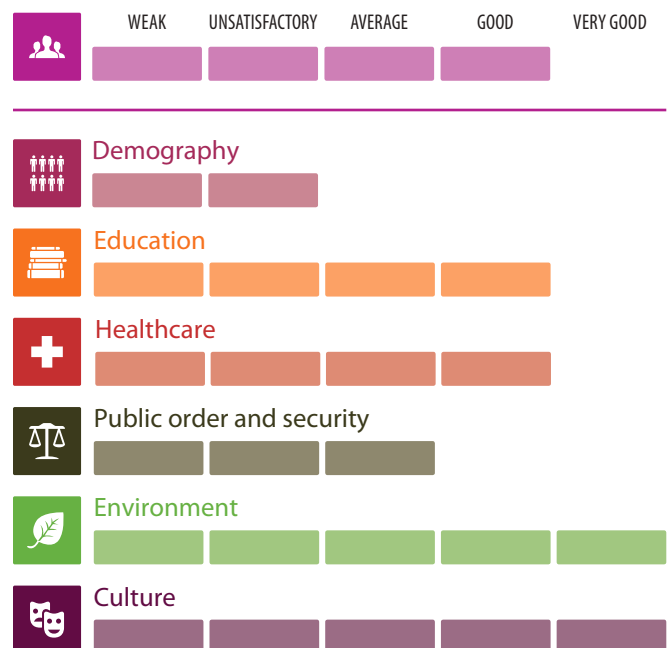 WEAK UNSATISFACTORY AVERAGE GOOD VERY GOOD
Demography
Education
Healthcare
Public order and security
Environment
Culture